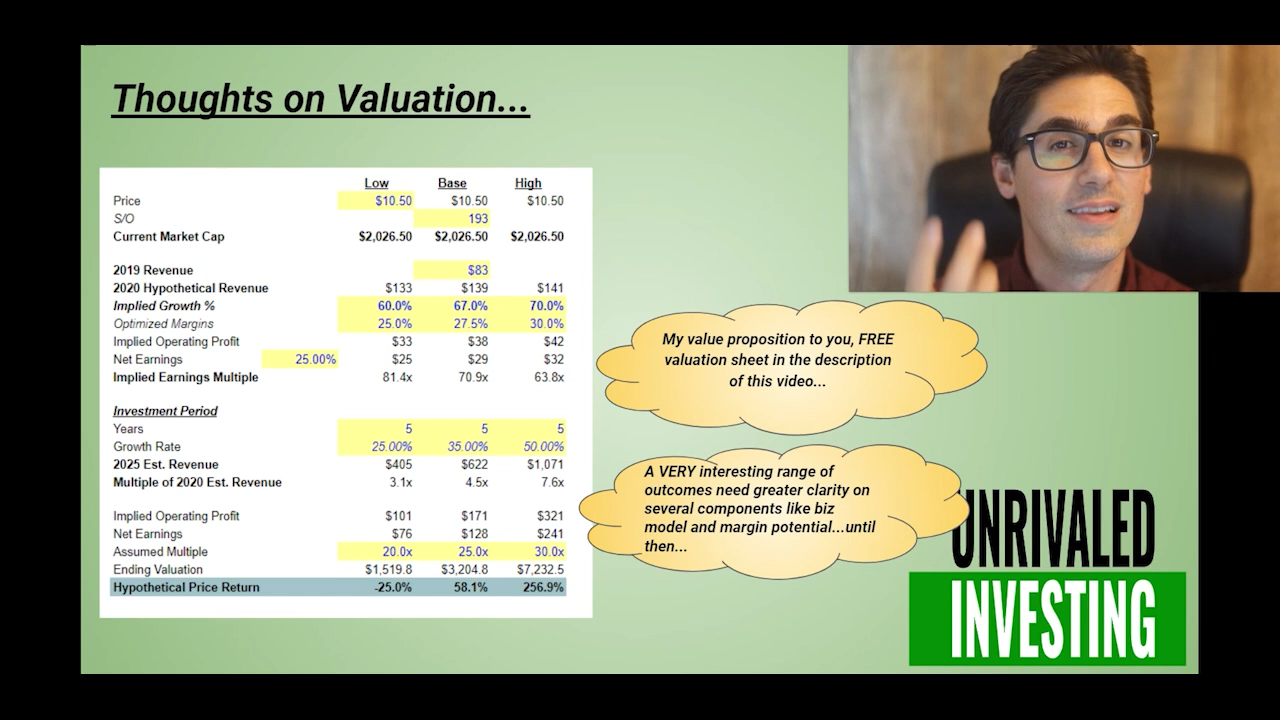 Thoughts on Valuation...
Low Base High
Price $10.50 $10.50 $10.50
S/O 193
Current Market Cap $2,026.50 $2,026.50 $2,026.50
2019 Revenue $83
2020 Hypothetical Revenue $133 $139 $141
Implied Growth % 60.0% 67.0% 70.0%
Optimized Margins 25.0% 27.5% 30.0%
Implied Operating Profit $33 $38 $42
Net Earnings 25.00% $25 $29 $32
Implied Earnings Multiple 81.4x 70.9x 63.8x
Investment Period
Years 5 5 5
Growth Rate 25.00% 35.00% 50.00%
2025 Est. Revenue $405 $622 $1,071
Multiple of 2020 Est. Revenue 3.1x 4.5x 7.6x
Implied Operating Profit $101 $171 $321
Net Earnings $76 $128 $241
Assumed Multiple 20.0x 25.0x 30.0x
Ending Valuation $1,519.8 $3,204.8 $7,232.5
Hypothetical Price Return -25.0% 58.1% 256.9%
My value proposition to you, FREE
valuation sheet in the description
of this video...
A VERY interesting range of
outcomes need greater clarity on
several components like biz
model and margin potential...until
then...
UNRIVALED
INVESTING